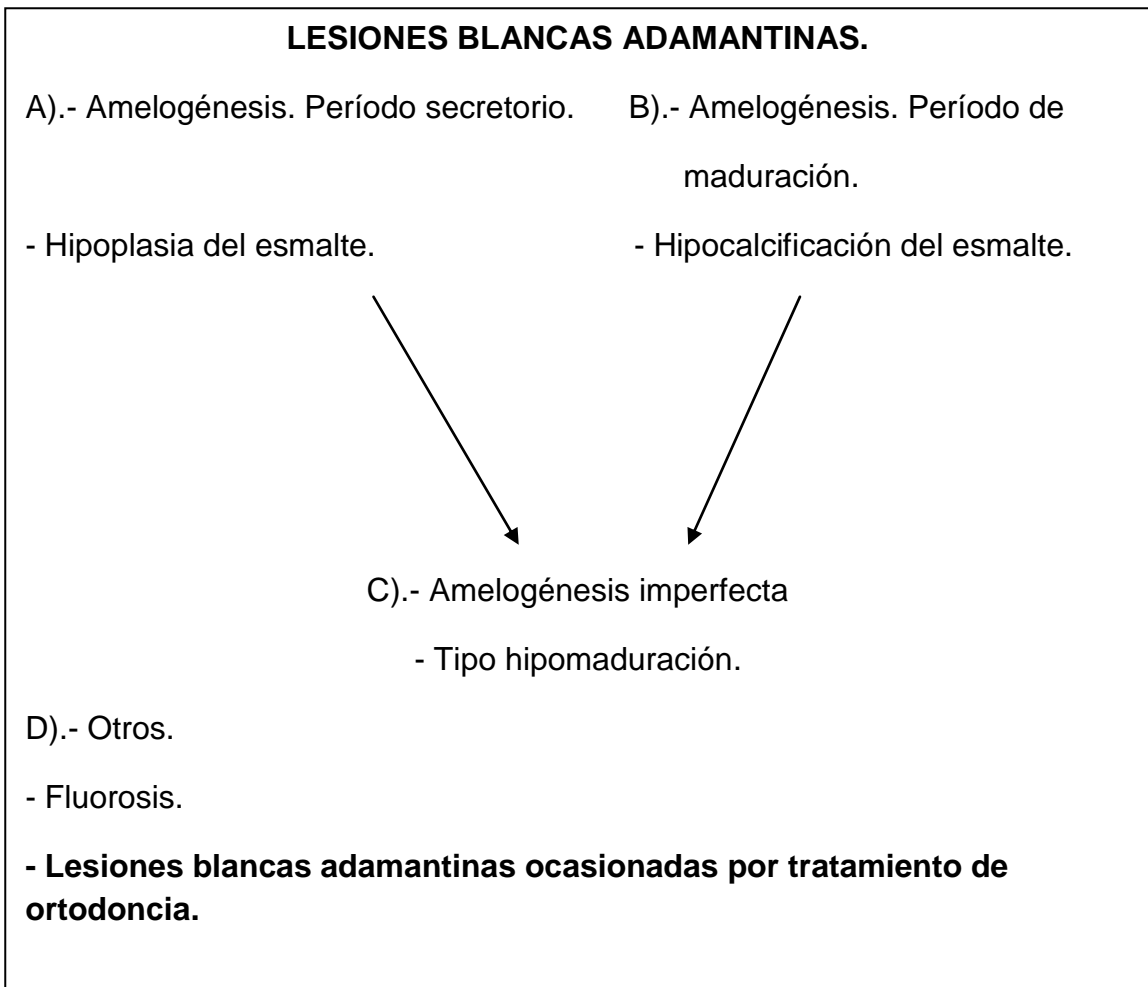 LESIONES BLANCAS ADAMANTINAS.
A).- Amelogénesis. Período secretorio.
B).- Amelogénesis. Período de
maduración.
- Hipoplasia del esmalte.
- Hipocalcificación del esmalte.
C).- Amelogénesis imperfecta
- Tipo hipomaduración.
D).- Otros.
- Fluorosis.
- Lesiones blancas adamantinas ocasionadas por tratamiento de
ortodoncia.